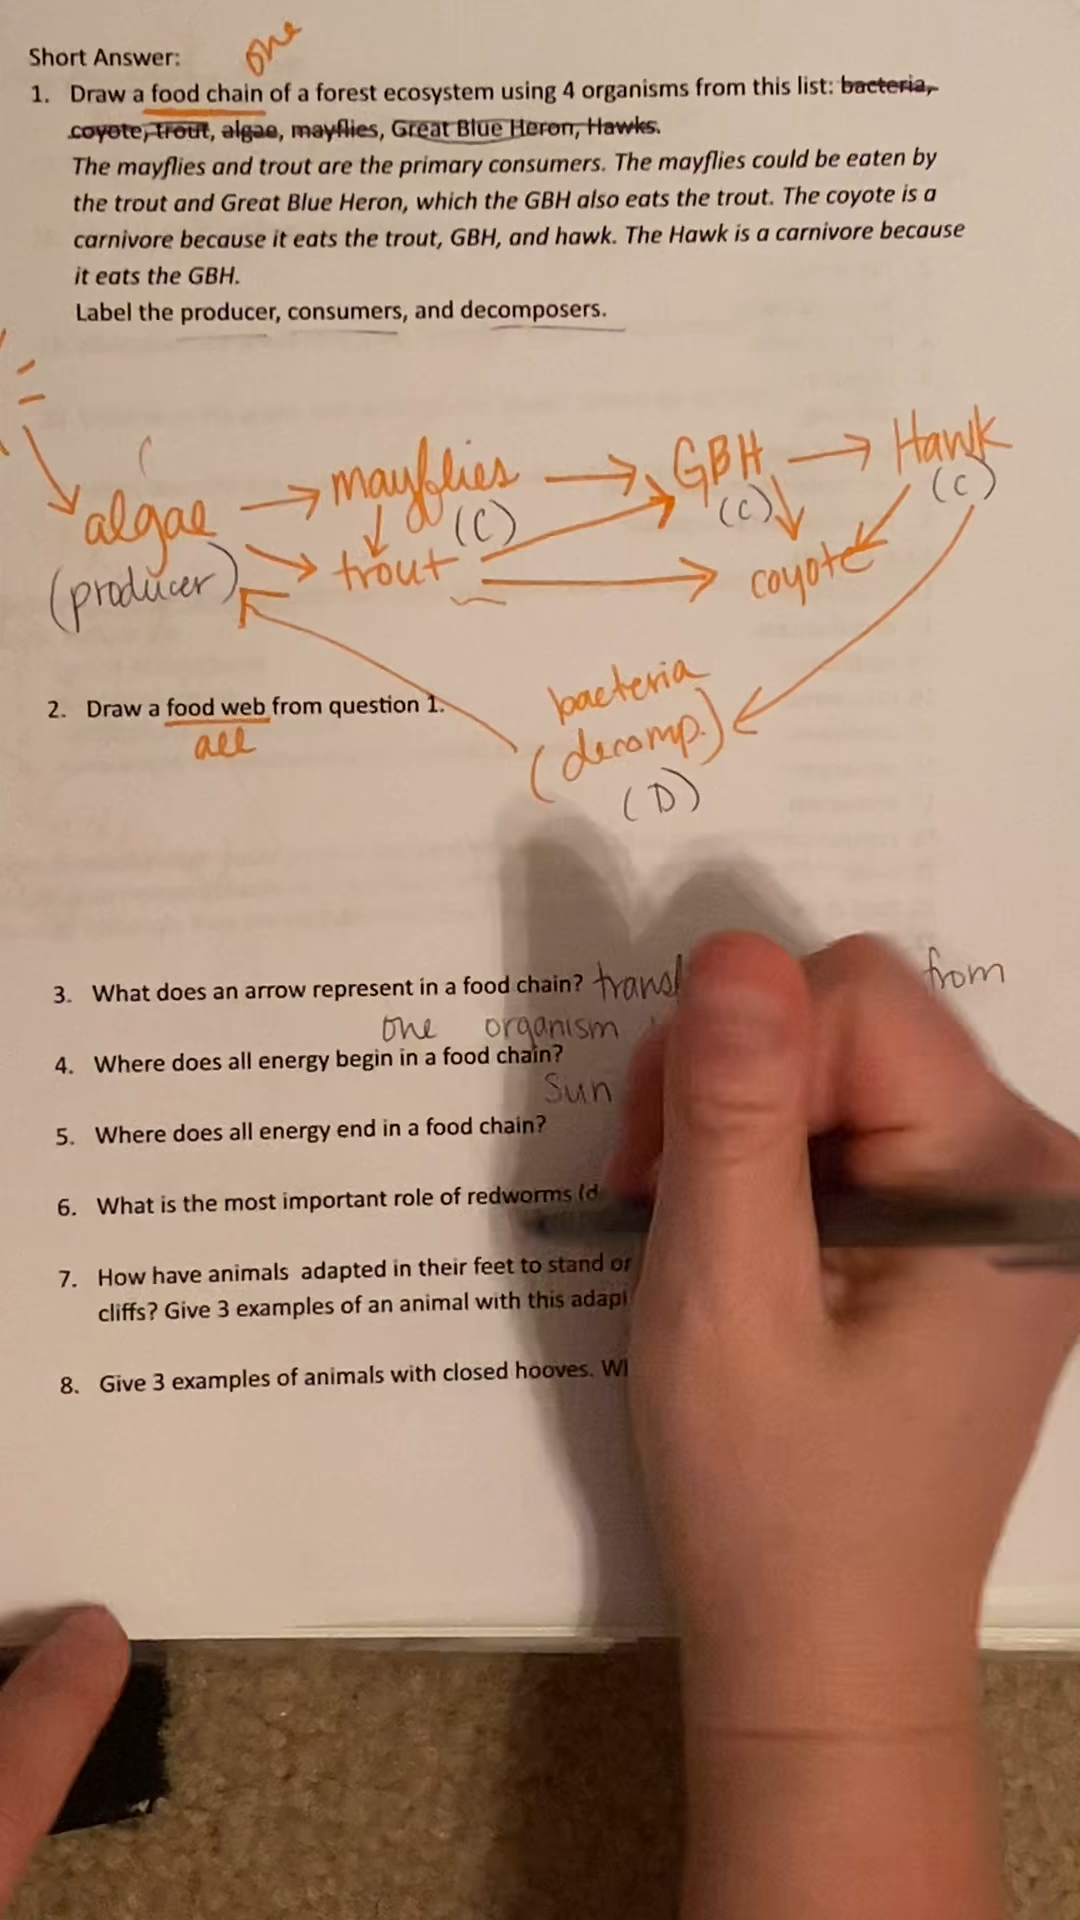 one
Short Answer:
1. Draw a food chain of a forest ecosystem using 4 organisms from this list: bacteria,
coyote, trout, algae, mayflies, Great Blue Heron, Hawks.
The mayflies and trout are the primary consumers. The mayflies could be eaten by
the trout and Great Blue Heron, which the GBH also eats the trout. The coyote is a
carnivore because it eats the trout, GBH, and hawk. The Hawk is a carnivore because
it eats the GBH.
Label the producer, consumers, and decomposers.
algae → mayflies → GBH → Hawk
(producer) (C) (C) (C)
trout coyote
bacteria
2. Draw a food web from question 1.
all
(decomp.)
(D)
3. What does an arrow represent in a food chain? from
one organism
4. Where does all energy begin in a food chain?
Sun
5. Where does all energy end in a food chain?
6. What is the most important role of redworms
7. How have animals adapted in their feet to stand or
cliffs? Give 3 examples of an animal with this
8. Give 3 examples of animals with closed hooves.